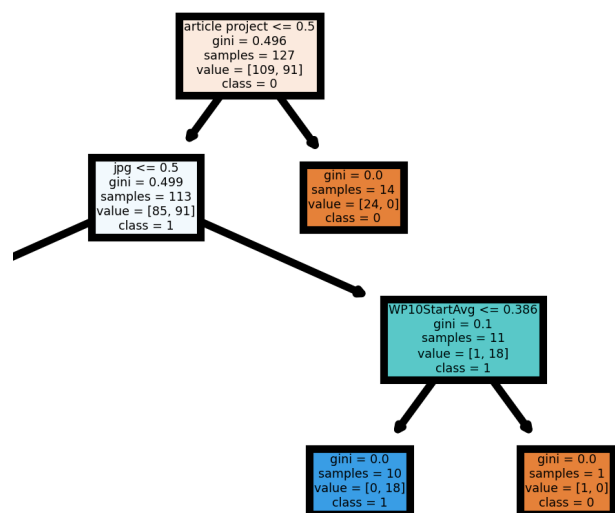 article project <= 0.5
gini = 0.496
samples = 127
value = [109, 91]
class = 0
jpg <= 0.5
gini = 0.499
samples = 113
value = [85, 91]
class = 1
gini = 0.0
samples = 14
value = [24, 0]
class = 0
WP10StartAvg <= 0.386
gini = 0.1
samples = 11
value = [1, 18]
class = 1
gini = 0.0
samples = 10
value = [0, 18]
class = 1
gini = 0.0
samples = 1
value = [1, 0]
class = 0